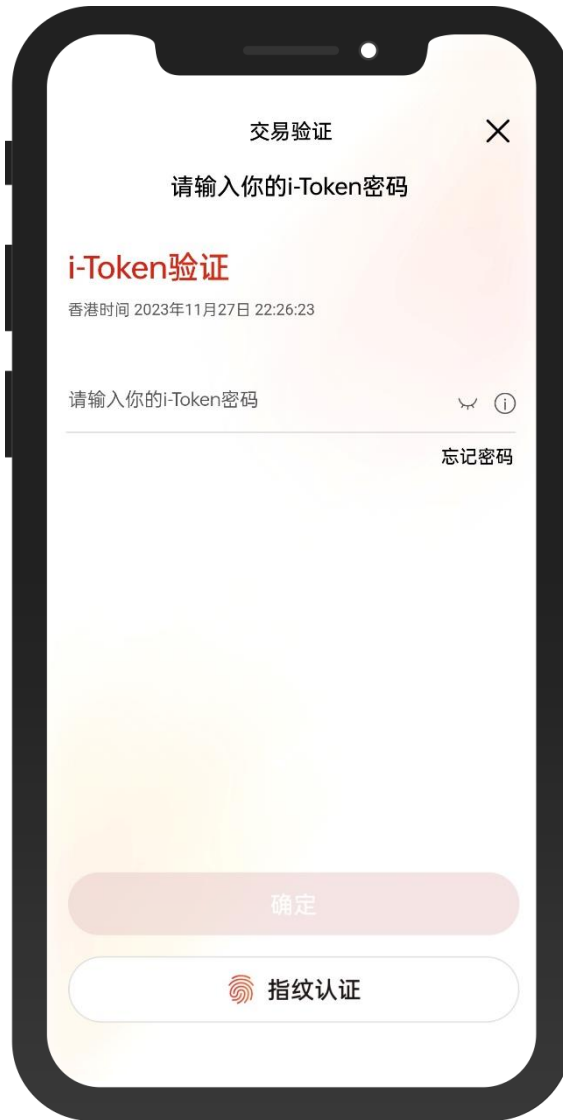 交易验证
请输入你的i-Token密码
i-Token验证
香港时间 2023年11月27日 22:26:23
请输入你的i-Token密码
忘记密码
确定
指纹认证